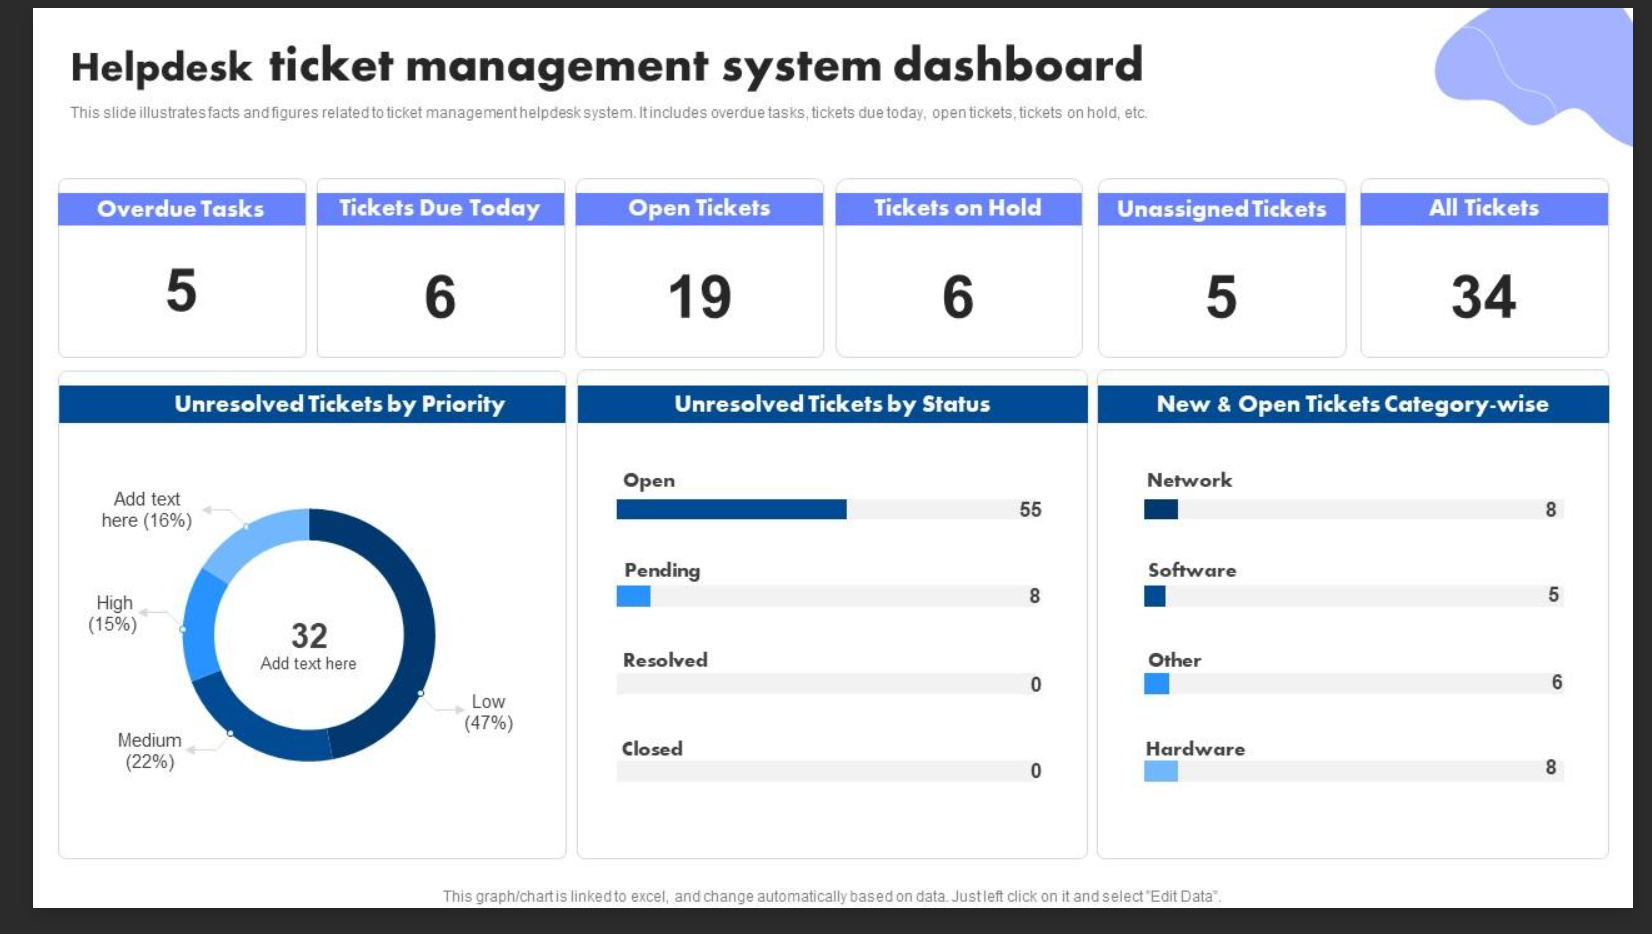 Helpdesk ticket management system dashboard
This slide illustrates facts and figures related to ticket management helpdesk system. It includes overdue tasks, tickets due today, open tickets, tickets on hold, etc.
Overdue Tasks
5
Tickets Due Today
6
Open Tickets
19
Tickets on Hold
6
Unassigned Tickets
5
All Tickets
34
Unresolved Tickets by Priority
Add text
here (16%)
High
(15%)
32
Add text here
Low
(47%)
Medium
(22%)
Unresolved Tickets by Status
Open
55
Pending
8
Resolved
0
Closed
0
New & Open Tickets Category-wise
Network
8
Software
5
Other
6
Hardware
8
This graph/chart is linked to excel, and change automatically based on data. Just left click on it and select "Edit Data".